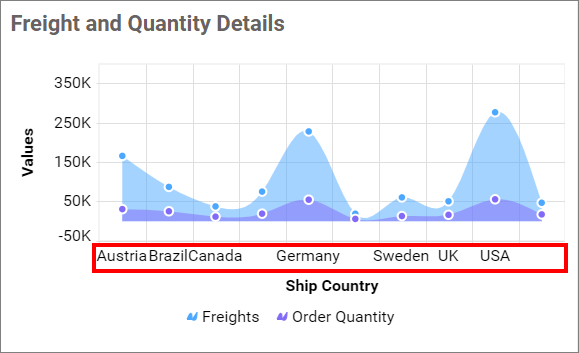 Freight and Quantity Details
350K
250K
150K
50K
-50K
Values
Austria Brazil Canada Germany Sweden UK USA
Ship Country
Freights Order Quantity